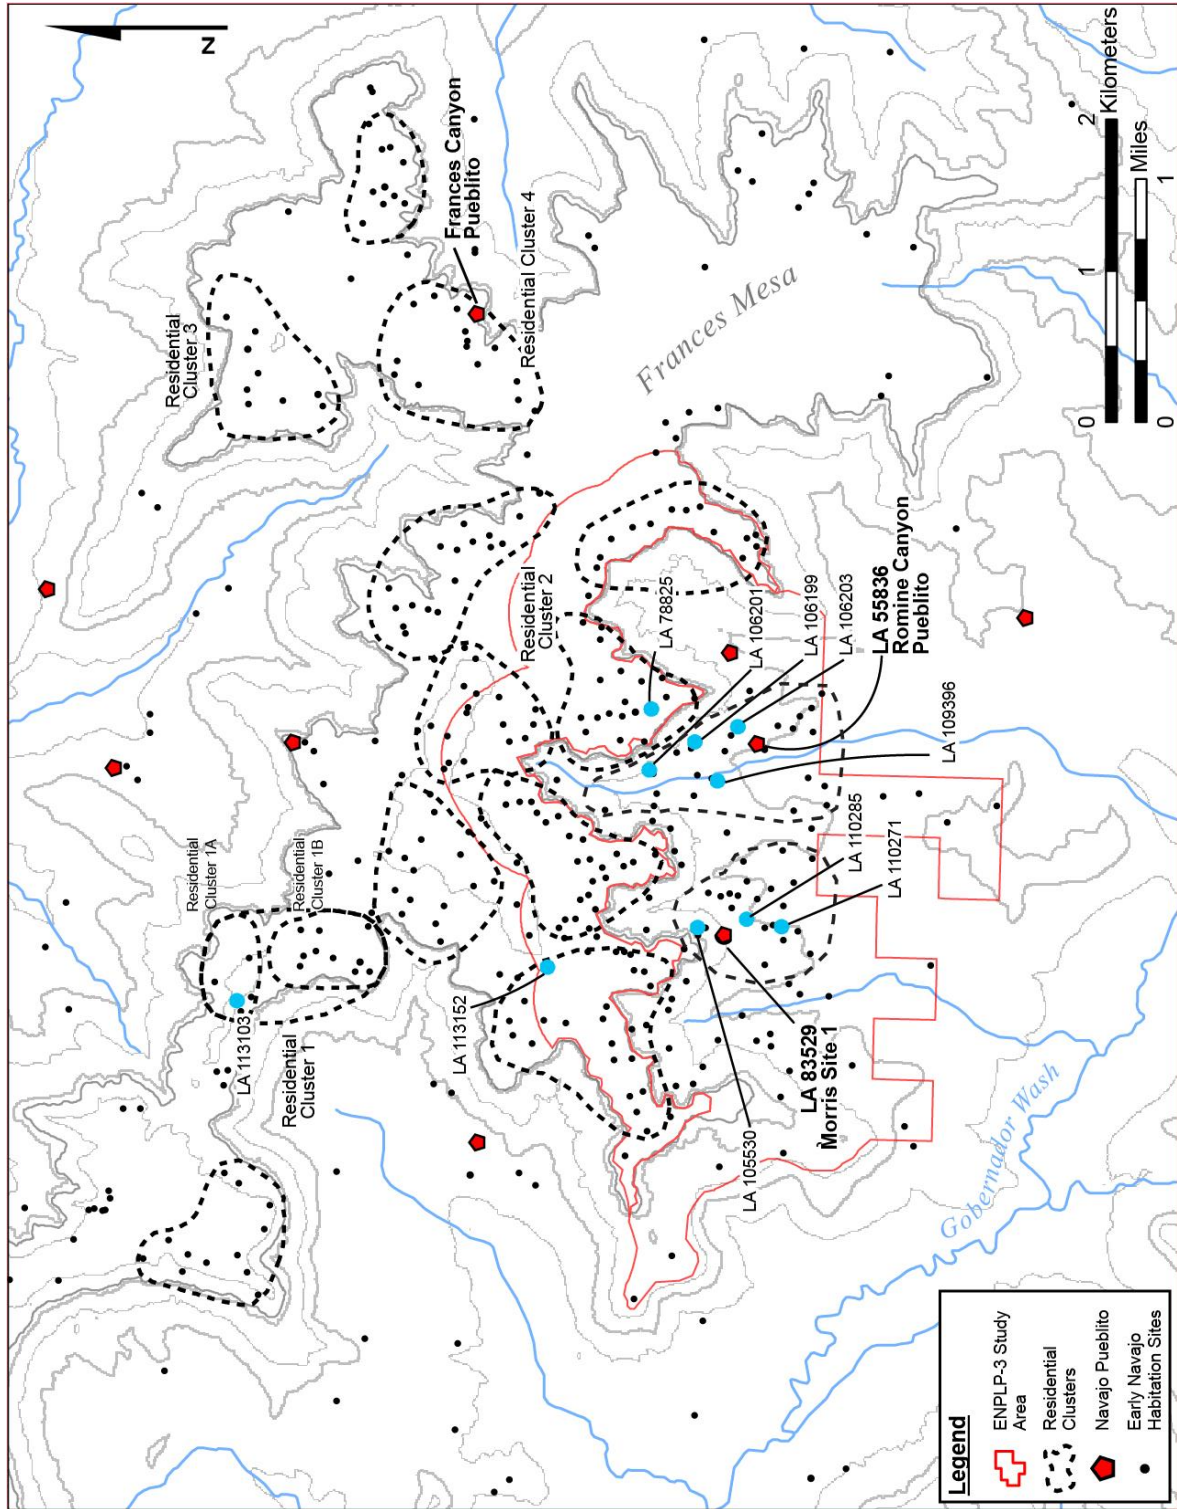 N
Residential
Cluster 3
Frances Canyon
Pueblito
Residential Cluster 4
Frances Mesa
Residential
Cluster 1A
Residential
Cluster 1B
LA 113103
Residential
Cluster 1
LA 113152
Residential
Cluster 2
LA 78825
LA 106201
LA 106199
LA 106203
LA 55836
Romine Canyon
Pueblito
LA 109396
LA 110285
LA 110271
LA 83529
Morris Site 1
LA 105530
Gobernador Wash
0
1
2
Kilometers
Miles
0
1
Legend
ENPLP-3 Study
Area
Residential
Clusters
Navajo Pueblito
Early Navajo
Habitation Sites